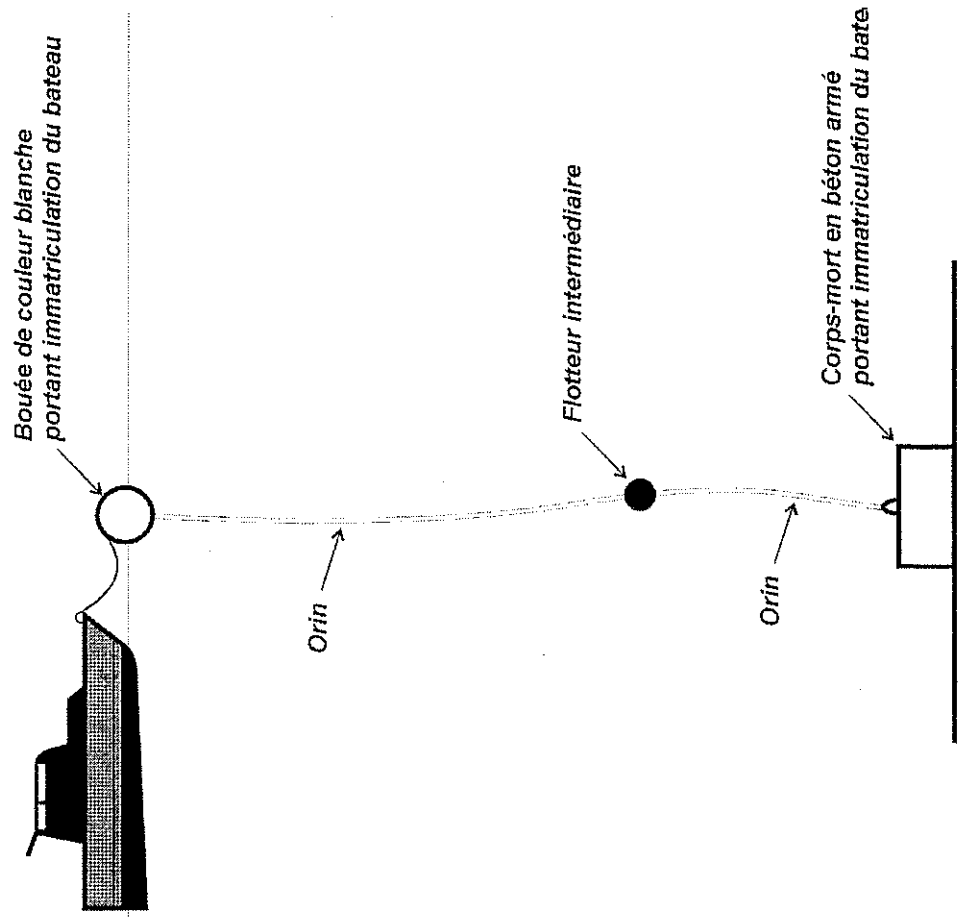 Bouée de couleur blanche
portant immatriculation du bateau
Flotteur intermédiaire
Orin
Orin
Corps-mort en béton armé
portant immatriculation du bate